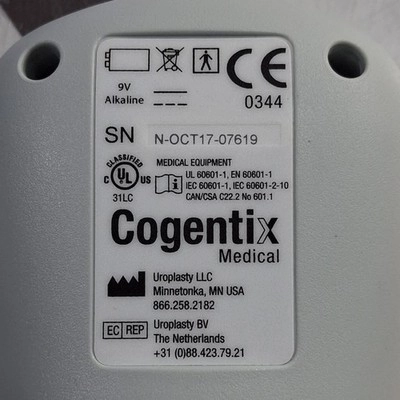 9V
Alkaline
CE
0344
SN N-OCT17-07619
CLASSIFIED
C UL US
31LC
MEDICAL EQUIPMENT
UL 60601-1, EN 60601-1
IEC 60601-1, IEC 60601-2-10
CAN/CSA C22.2 No 601.1
Cogentix
Medical
Uroplasty LLC
Minnetonka, MN USA
866.258.2182
EC REP
Uroplasty BV
The Netherlands
+31 (0)88.423.79.21